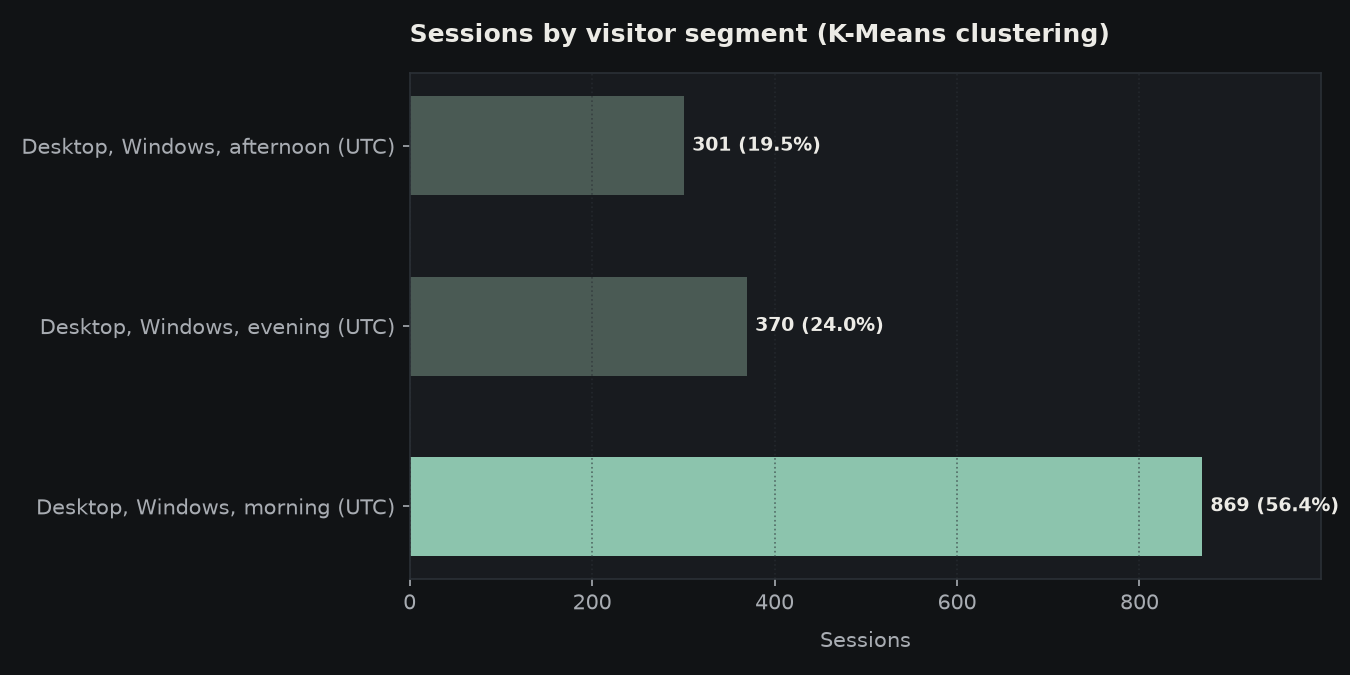 Sessions by visitor segment (K-Means clustering)
Desktop, Windows, afternoon (UTC)
301 (19.5%)
Desktop, Windows, evening (UTC)
370 (24.0%)
Desktop, Windows, morning (UTC)
869 (56.4%)
0 200 400 600 800
Sessions